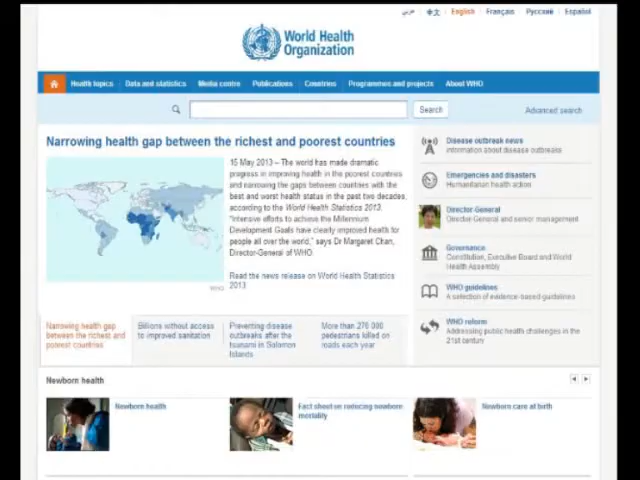 عربي 中文 English Français Русский Español
World Health
Organization
Health topics Data and statistics Media centre Publications Countries Programmes and projects About WHO
Search Advanced search
Narrowing health gap between the richest and poorest countries
15 May 2013 – The world has made dramatic
progress in improving health in the poorest countries
and narrowing the gaps between countries with the
best and worst health status in the past two decades,
according to the World Health Statistics 2013.
"Intensive efforts to achieve the Millennium
Development Goals have clearly improved health for
people all over the world," says Dr Margaret Chan,
Director-General of WHO.
Read the news release on World Health Statistics
2013
WHO
Disease outbreak news
Information about disease outbreaks
Emergencies and disasters
Humanitarian health action
Director-General
Director-General and senior management
Governance
Constitution, Executive Board and World
Health Assembly
WHO guidelines
A selection of evidence-based guidelines
WHO reform
Addressing public health challenges in the
21st century
Narrowing health gap
between the richest and
poorest countries
Billions without access
to improved sanitation
Preventing disease
outbreaks after the
tsunami in Solomon
Islands
More than 270 000
pedestrians killed on
roads each year
Newborn health
Newborn health
Fact sheet on reducing newborn
mortality
Newborn care at birth